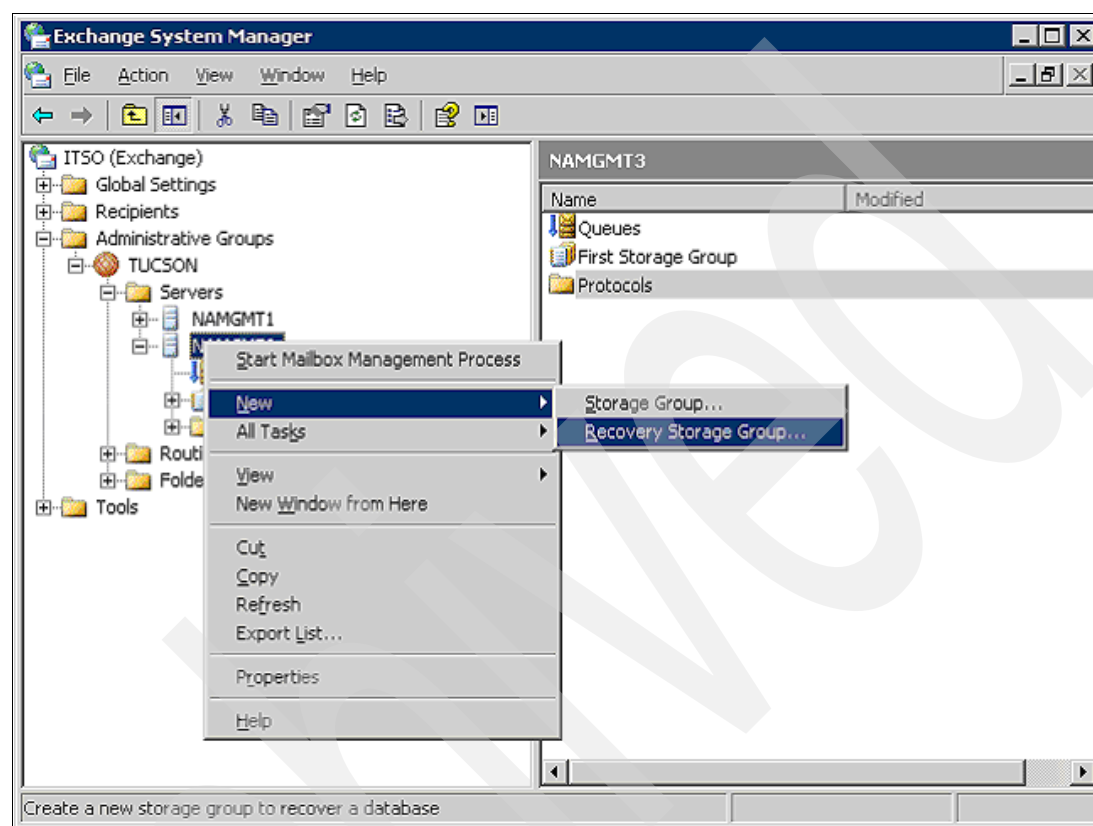 Exchange System Manager
File Action View Window Help
ITSO (Exchange)
Global Settings
Recipients
Administrative Groups
TUCSON
Servers
NAMGMT1
Routi
Folde
Tools
NAMGMT3
Name Modified
Queues
First Storage Group
Protocols
Start Mailbox Management Process
New
All Tasks
View
New Window from Here
Cut
Copy
Refresh
Export List...
Properties
Help
Storage Group...
Recovery Storage Group...
Create a new storage group to recover a database